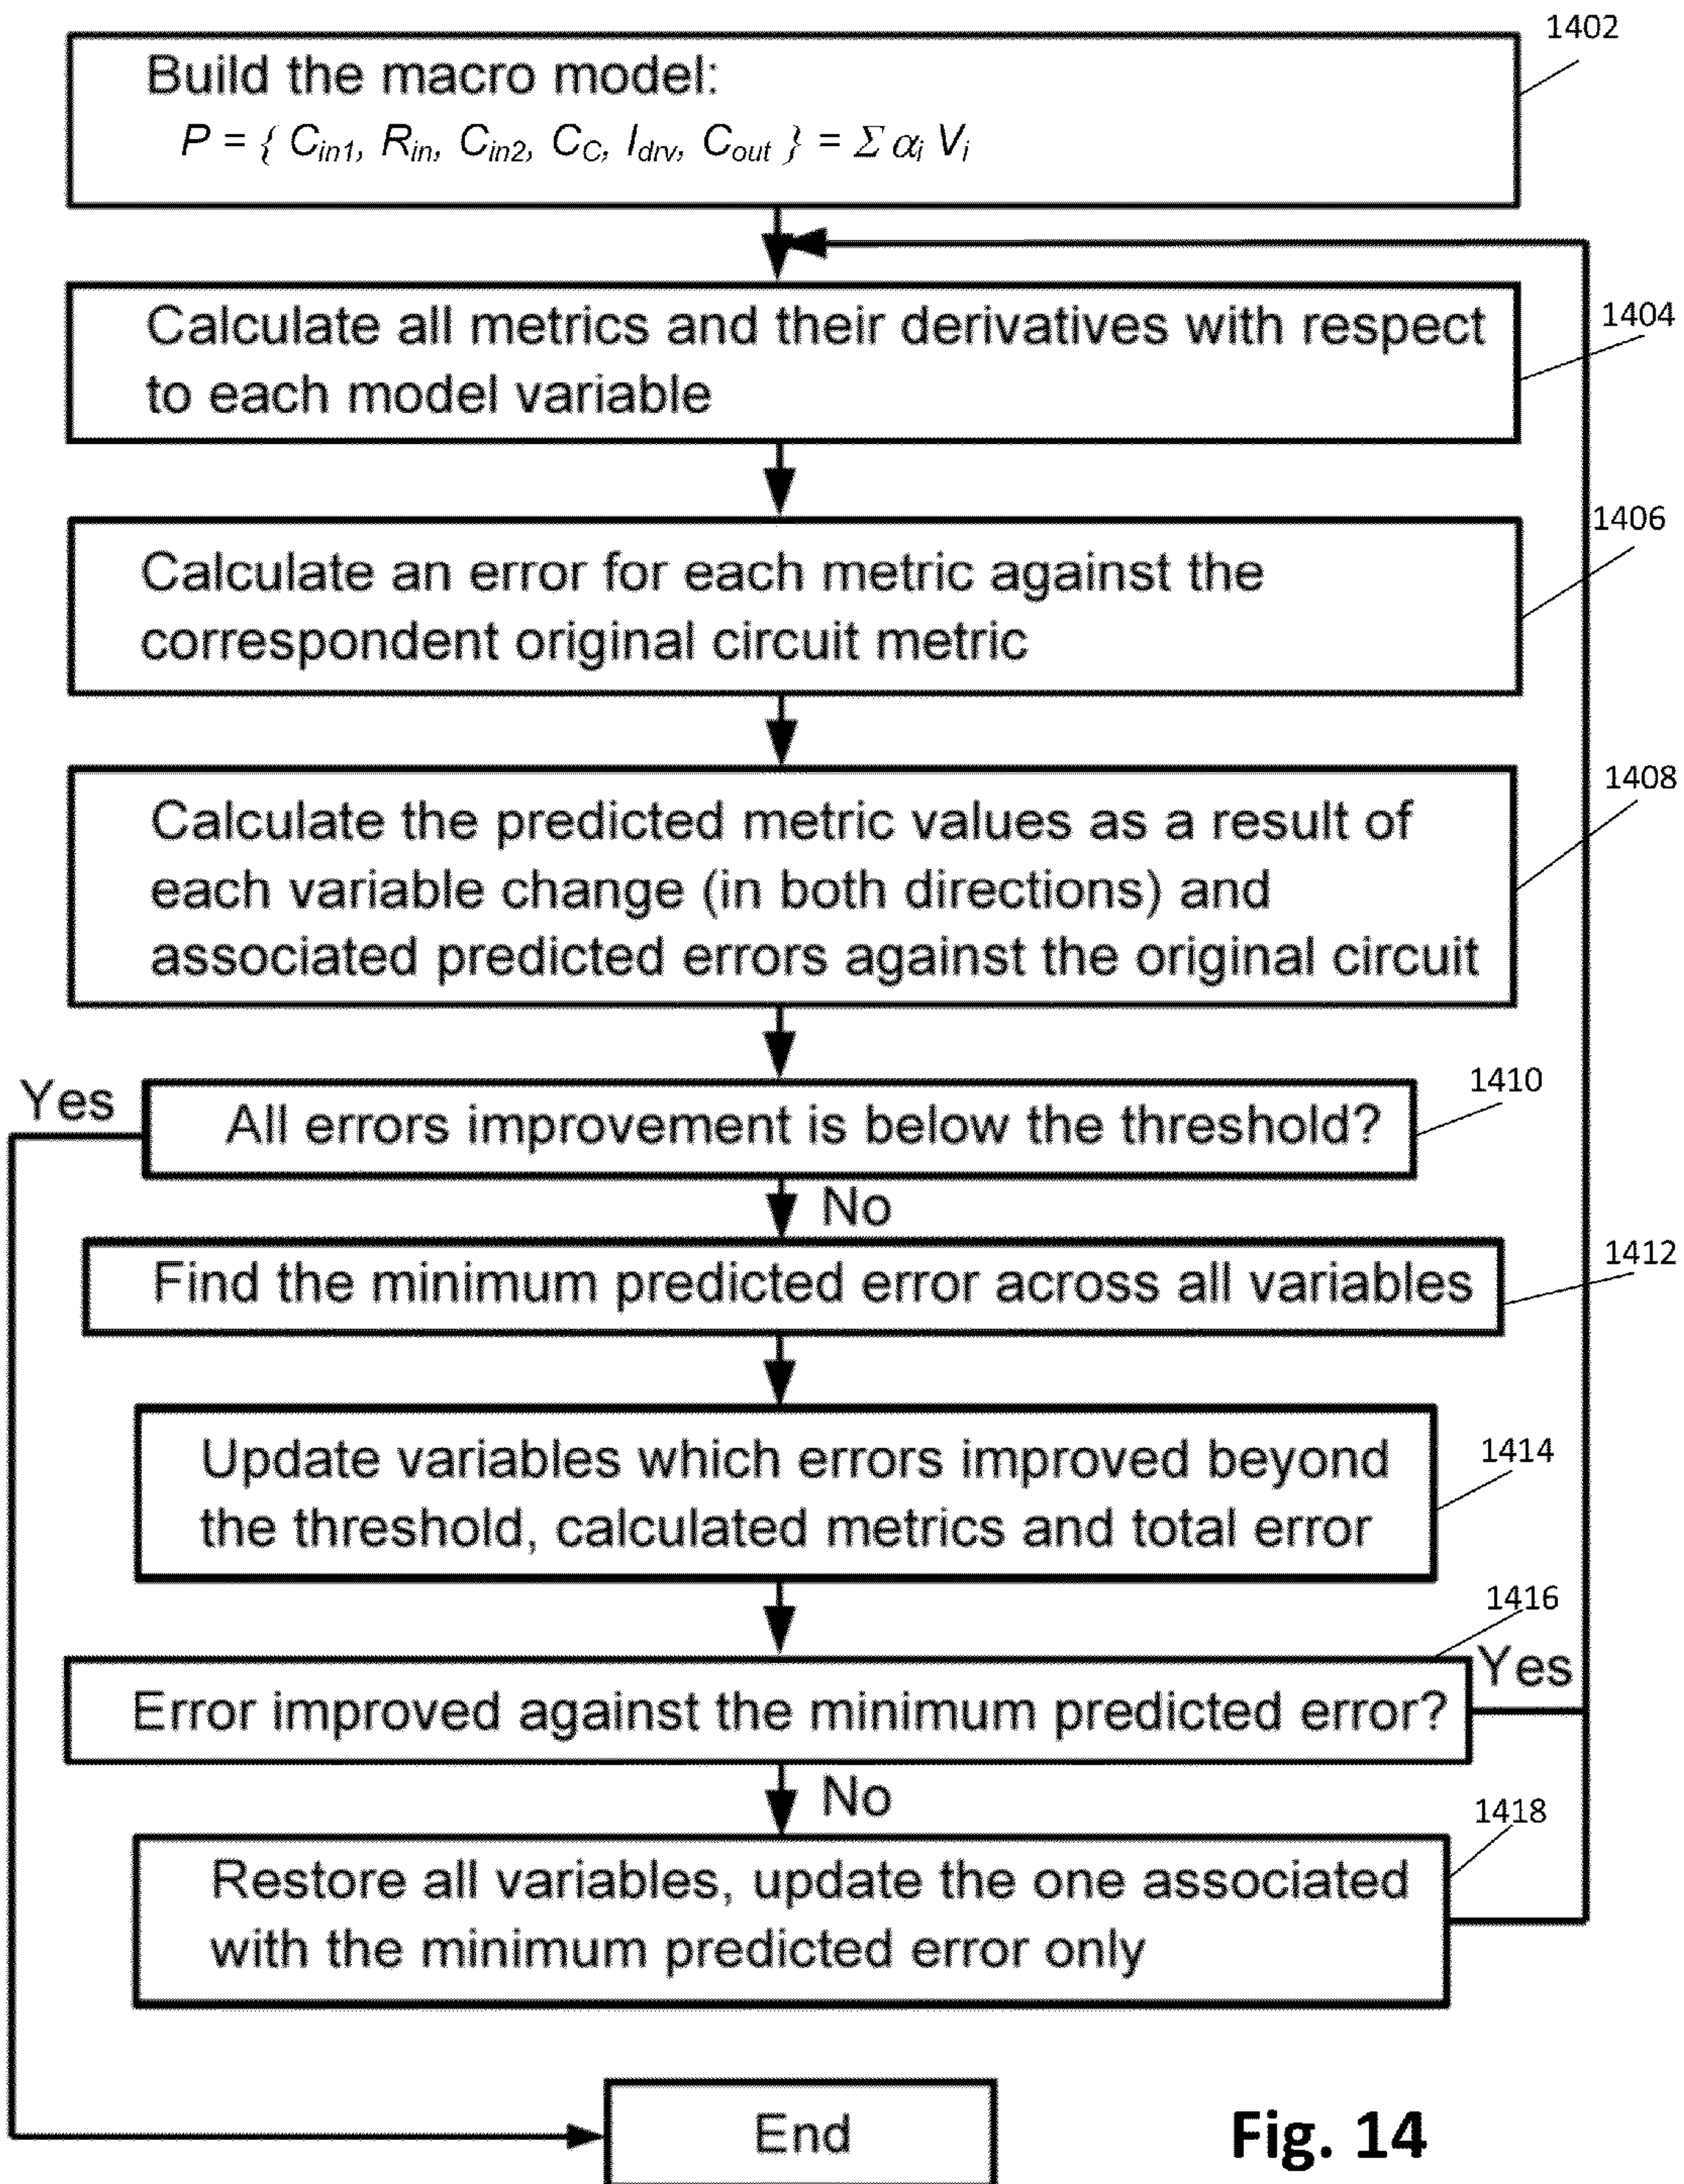 1402
Build the macro model:
P = { Cin1, Rin, Cin2, CC, Idrv, Cout } = Σ αi Vi
1404
Calculate all metrics and their derivatives with respect
to each model variable
1406
Calculate an error for each metric against the
correspondent original circuit metric
1408
Calculate the predicted metric values as a result of
each variable change (in both directions) and
associated predicted errors against the original circuit
1410
Yes
All errors improvement is below the threshold?
No
1412
Find the minimum predicted error across all variables
1414
Update variables which errors improved beyond
the threshold, calculated metrics and total error
1416
Yes
Error improved against the minimum predicted error?
No
1418
Restore all variables, update the one associated
with the minimum predicted error only
End
Fig. 14